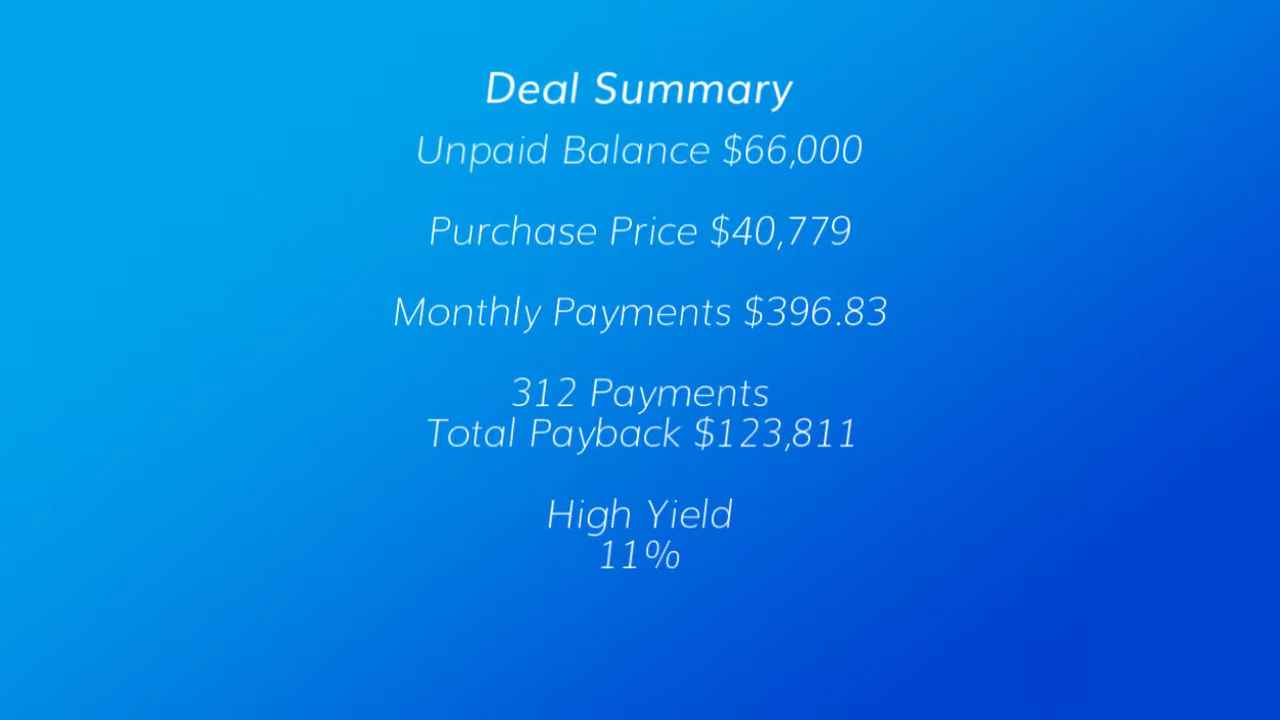 Deal Summary
Unpaid Balance $66,000
Purchase Price $40,779
Monthly Payments $396.83
312 Payments
Total Payback $123,811
High Yield
11%